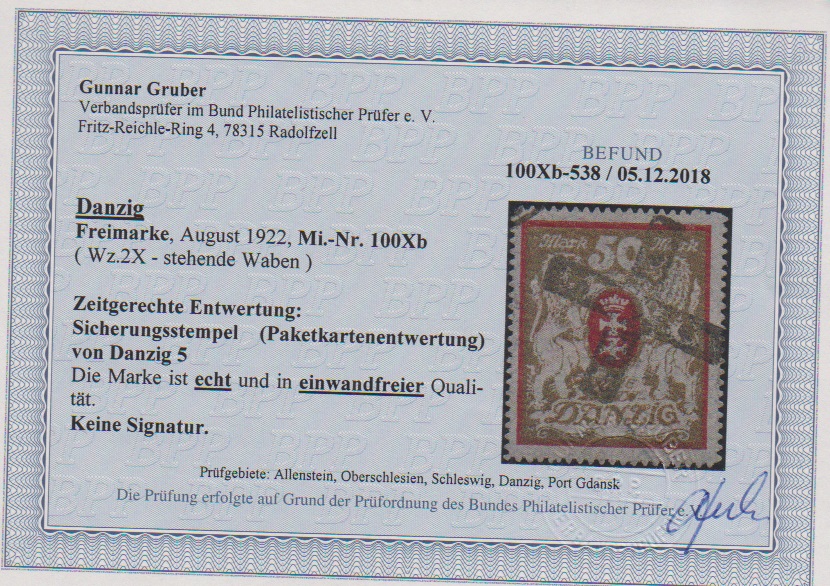 Gunnar Gruber
Verbandsprüfer im Bund Philatelistischer Prüfer e. V.
Fritz-Reichle-Ring 4, 78315 Radolfzell
BEFUND
100Xb-538 / 05.12.2018
Danzig
Freimarke, August 1922, Mi.-Nr. 100Xb
( Wz.2X - stehende Waben )
Mark 50 Mark
DANZIG
Zeitgerechte Entwertung:
Sicherungsstempel (Paketkartenentwertung)
von Danzig 5
Die Marke ist echt und in einwandfreier Quali-
tät.
Keine Signatur.
Prüfgebiete: Allenstein, Oberschlesien, Schleswig, Danzig, Port Gdansk
Die Prüfung erfolgte auf Grund der Prüfordnung des Bundes Philatelistischer Prüfer e.V.
BPP